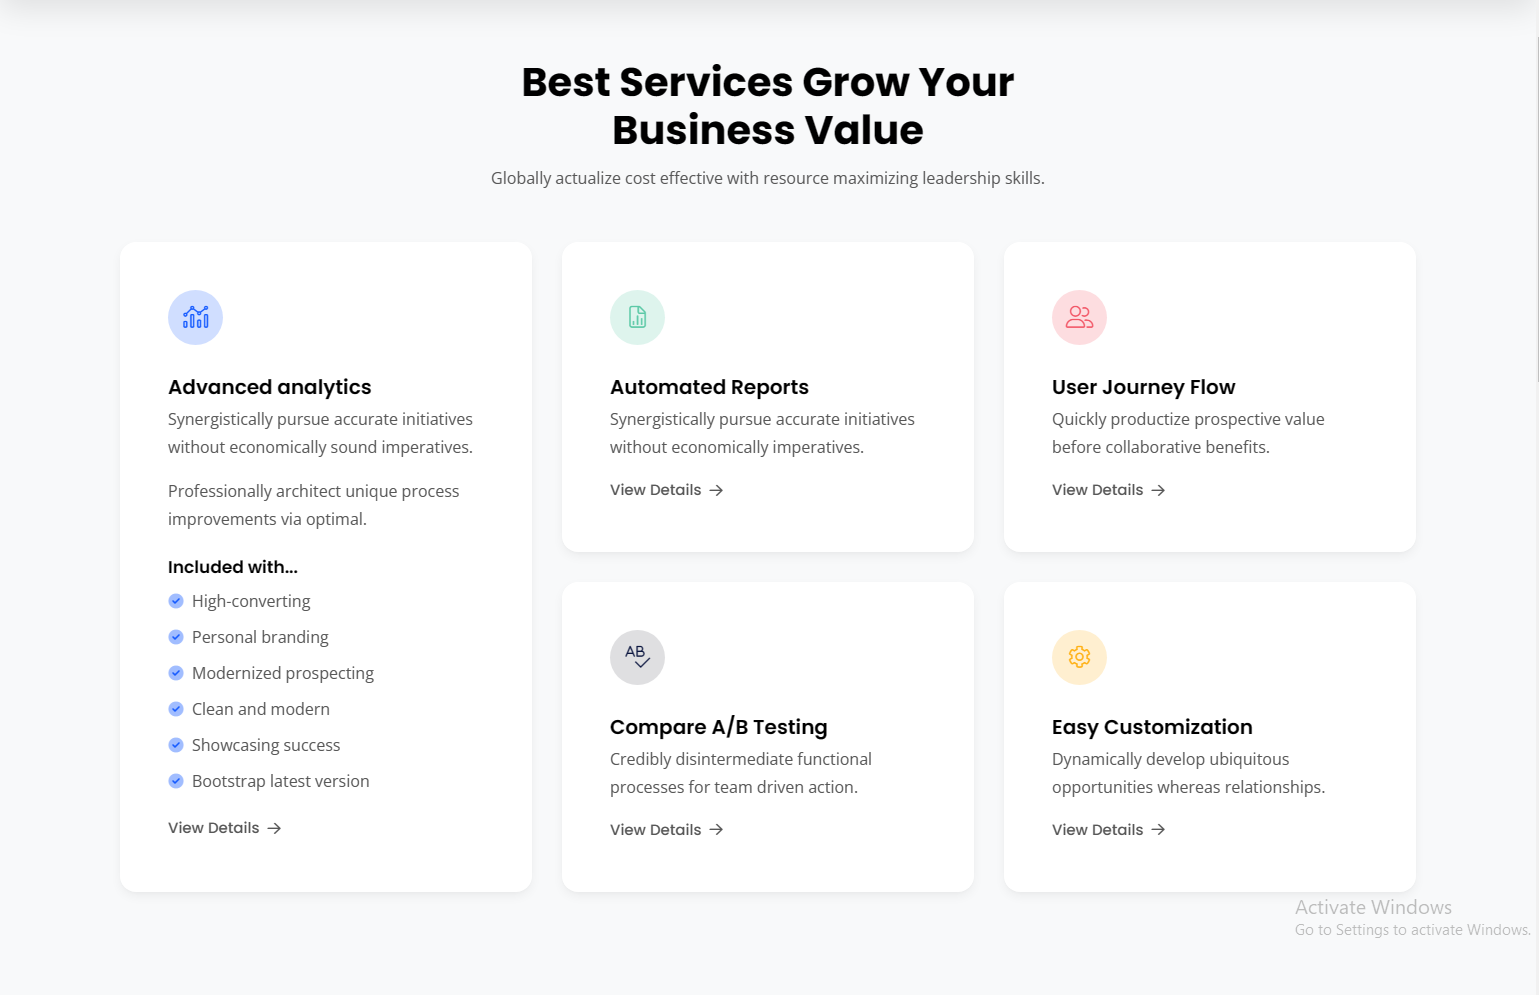 Best Services Grow Your
Business Value
Globally actualize cost effective with resource maximizing leadership skills.
Advanced analytics
Synergistically pursue accurate initiatives
without economically sound imperatives.
Professionally architect unique process
improvements via optimal.
Included with...
High-converting
Personal branding
Modernized prospecting
Clean and modern
Showcasing success
Bootstrap latest version
View Details →
Automated Reports
Synergistically pursue accurate initiatives
without economically imperatives.
View Details →
User Journey Flow
Quickly productize prospective value
before collaborative benefits.
View Details →
AB
Compare A/B Testing
Credibly disintermediate functional
processes for team driven action.
View Details →
Easy Customization
Dynamically develop ubiquitous
opportunities whereas relationships.
View Details →
Activate Windows
Go to Settings to activate Windows.